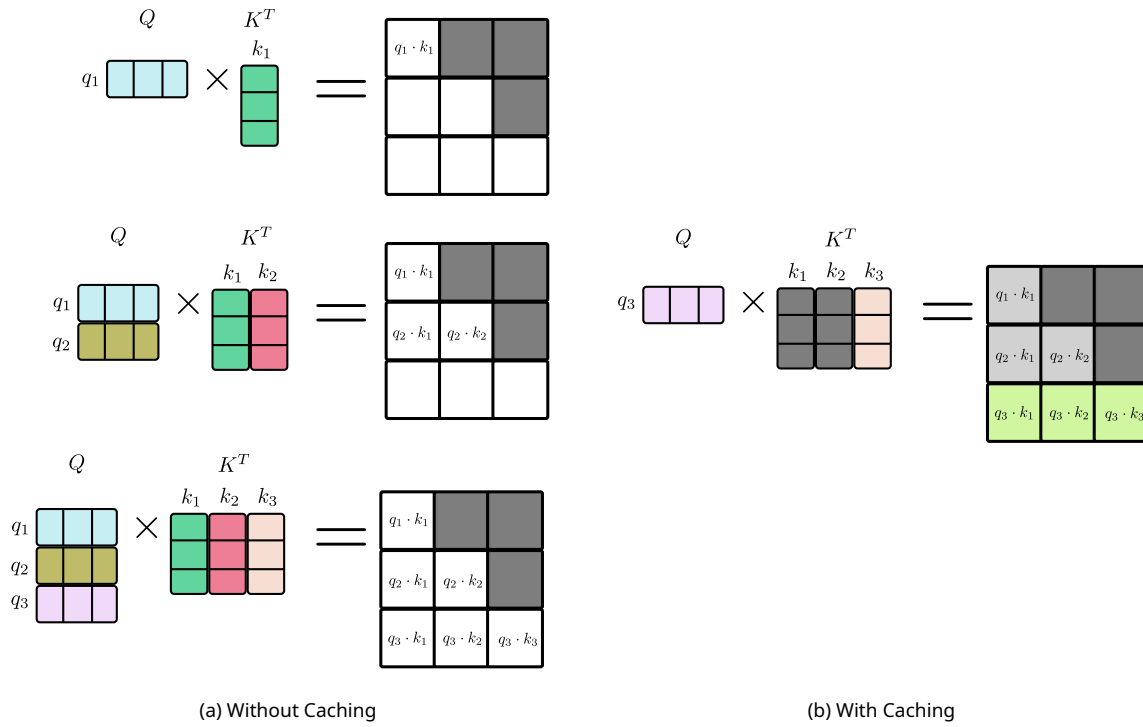 Q K^T
k_1
q_1 × =
q_1 · k_1
Q K^T
k_1 k_2
q_1
q_2
× =
q_1 · k_1
q_2 · k_1 q_2 · k_2
Q K^T
k_1 k_2 k_3
q_1
q_2
q_3
× =
q_1 · k_1
q_2 · k_1 q_2 · k_2
q_3 · k_1 q_3 · k_2 q_3 · k_3
(a) Without Caching
Q K^T
k_1 k_2 k_3
q_3 × =
q_1 · k_1
q_2 · k_1 q_2 · k_2
q_3 · k_1 q_3 · k_2 q_3 · k_3
(b) With Caching